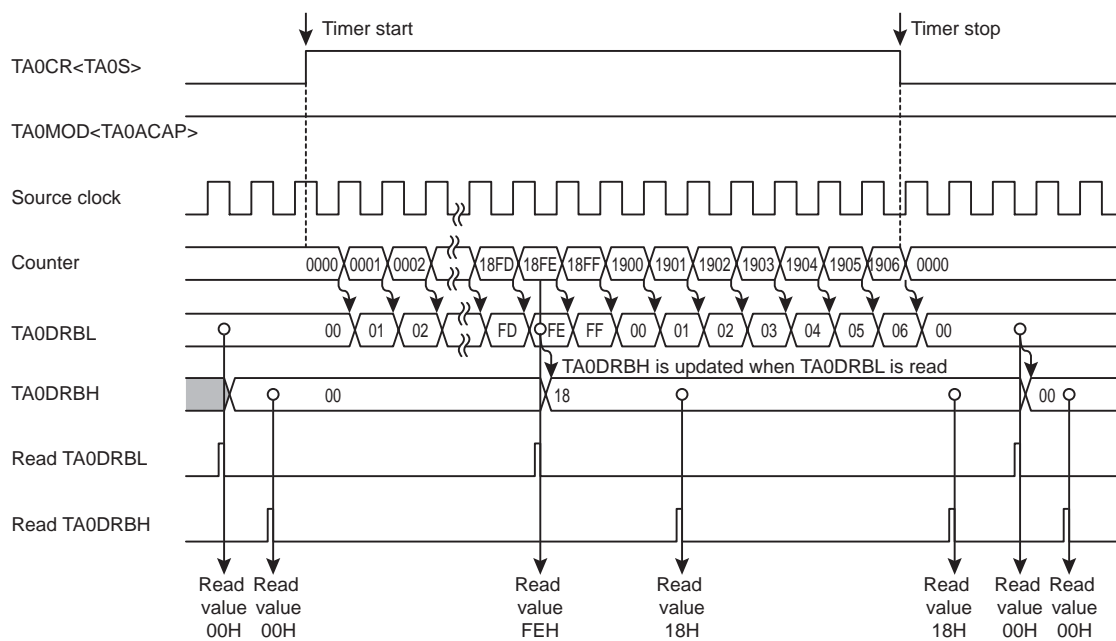 Timer start
Timer stop
TA0CR<TA0S>
TA0MOD<TA0ACAP>
Source clock
Counter
0000 0001 0002 18FD 18FE 18FF 1900 1901 1902 1903 1904 1905 1906 0000
TA0DRBL
00 01 02 FD FE FF 00 01 02 03 04 05 06 00
TA0DRBH is updated when TA0DRBL is read
TA0DRBH
00 18 00
Read TA0DRBL
Read TA0DRBH
Read Read Read Read Read Read Read
value value value value value value value
00H 00H FEH 18H 18H 00H 00H